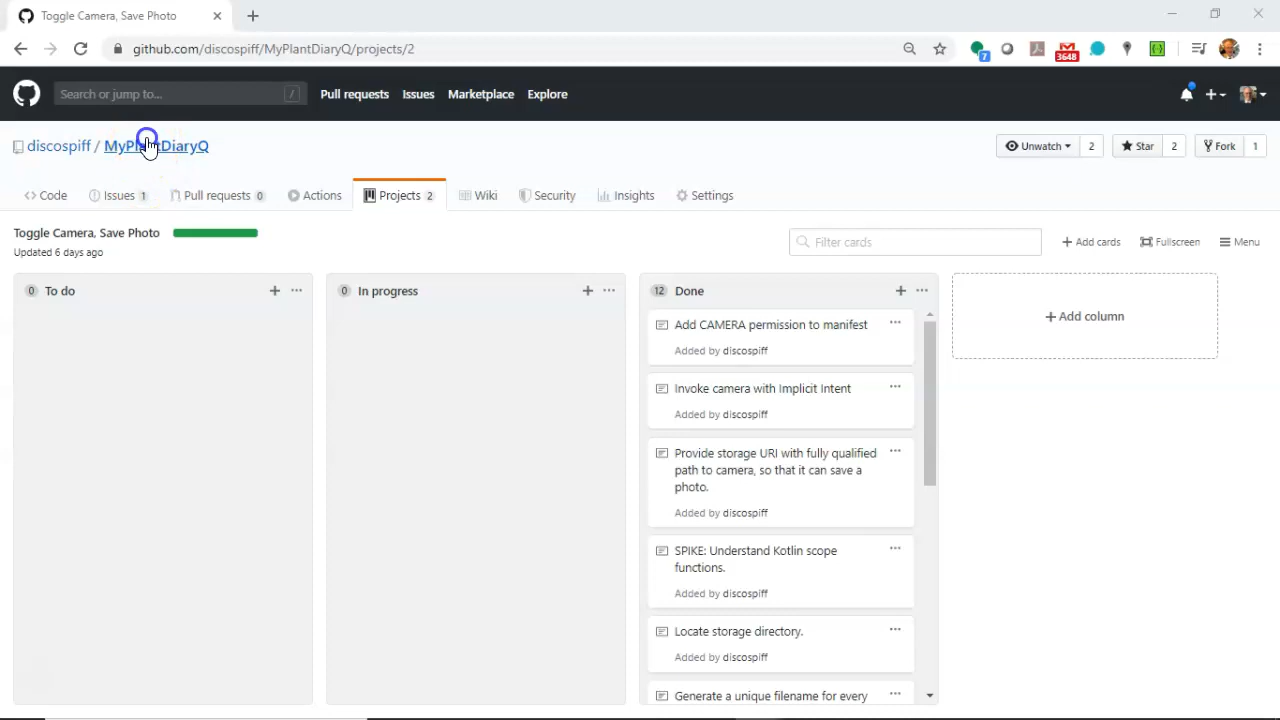 Toggle Camera, Save Photo
github.com/discospiff/MyPlantDiaryQ/projects/2
7
3648
Search or jump to... /
Pull requests Issues Marketplace Explore
discospiff / MyPlantDiaryQ
Unwatch 2 Star 2 Fork 1
Code Issues 1 Pull requests 0 Actions Projects 2 Wiki Security Insights Settings
Toggle Camera, Save Photo
Updated 6 days ago
Filter cards
+ Add cards Fullscreen Menu
0 To do
0 In progress
12 Done
Add CAMERA permission to manifest
Added by discospiff
Invoke camera with Implicit Intent
Added by discospiff
Provide storage URI with fully qualified
path to camera, so that it can save a
photo.
Added by discospiff
SPIKE: Understand Kotlin scope
functions.
Added by discospiff
Locate storage directory.
Added by discospiff
Generate a unique filename for every
+ Add column